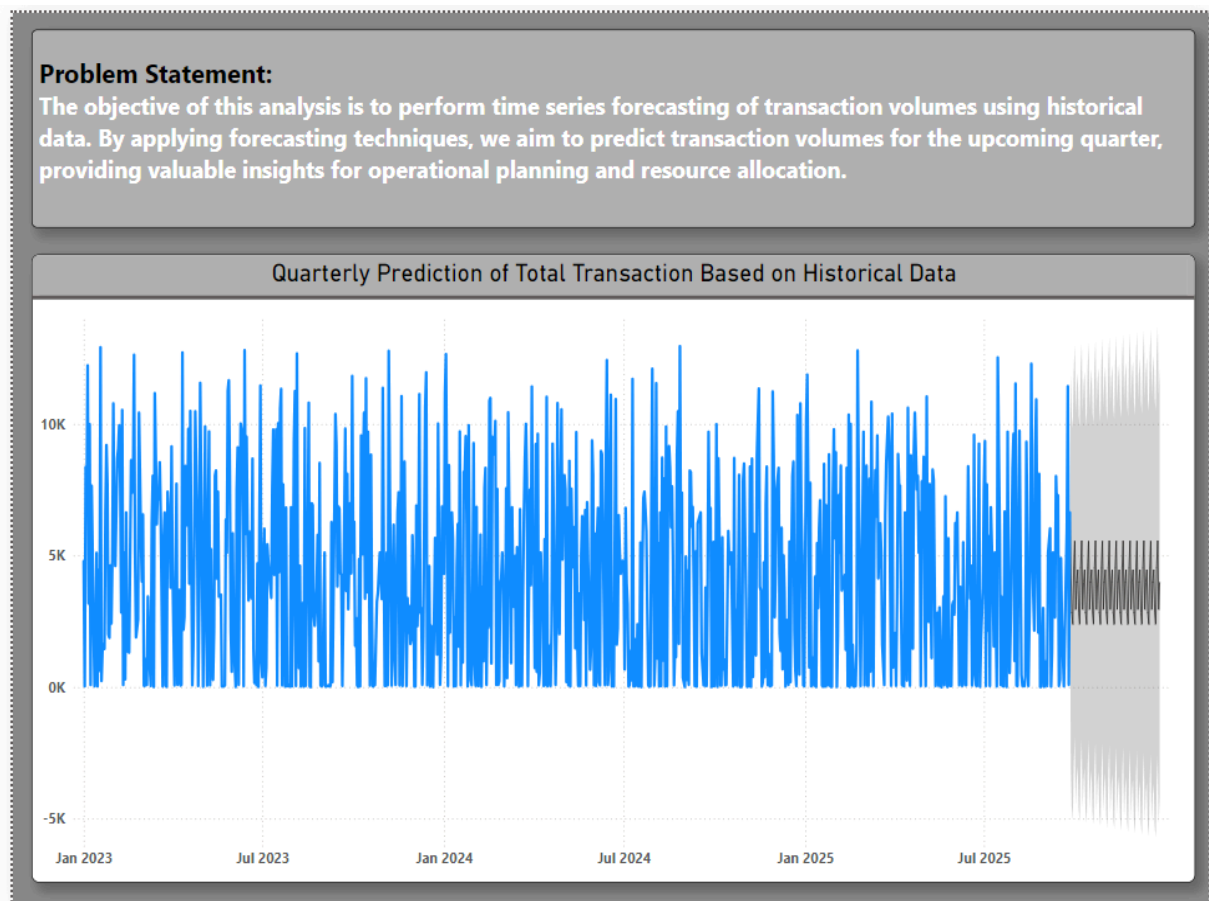 Problem Statement:
The objective of this analysis is to perform time series forecasting of transaction volumes using historical
data. By applying forecasting techniques, we aim to predict transaction volumes for the upcoming quarter,
providing valuable insights for operational planning and resource allocation.
Quarterly Prediction of Total Transaction Based on Historical Data
10K
5K
0K
-5K
Jan 2023 Jul 2023 Jan 2024 Jul 2024 Jan 2025 Jul 2025